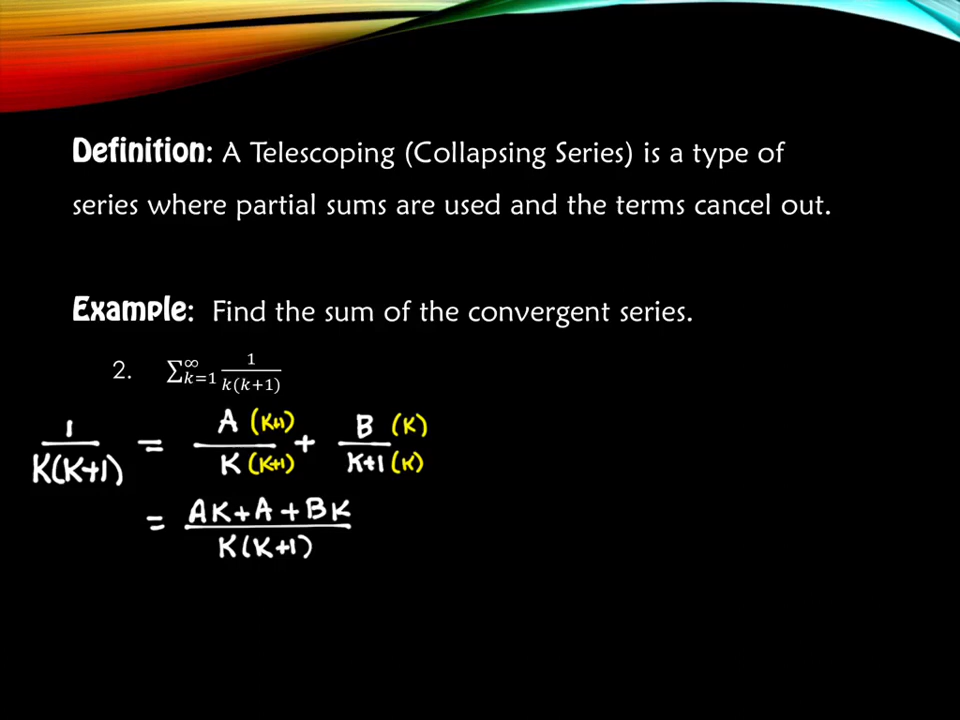 Definition: A Telescoping (Collapsing Series) is a type of
series where partial sums are used and the terms cancel out.
Example: Find the sum of the convergent series.
2. ∑_{k=1}^{∞} 1/(k(k+1))
1/(K(K+1)) = A (K+1)/(K (K+1)) + B (K)/(K+1 (K))
= (AK+A+BK)/(K(K+1))